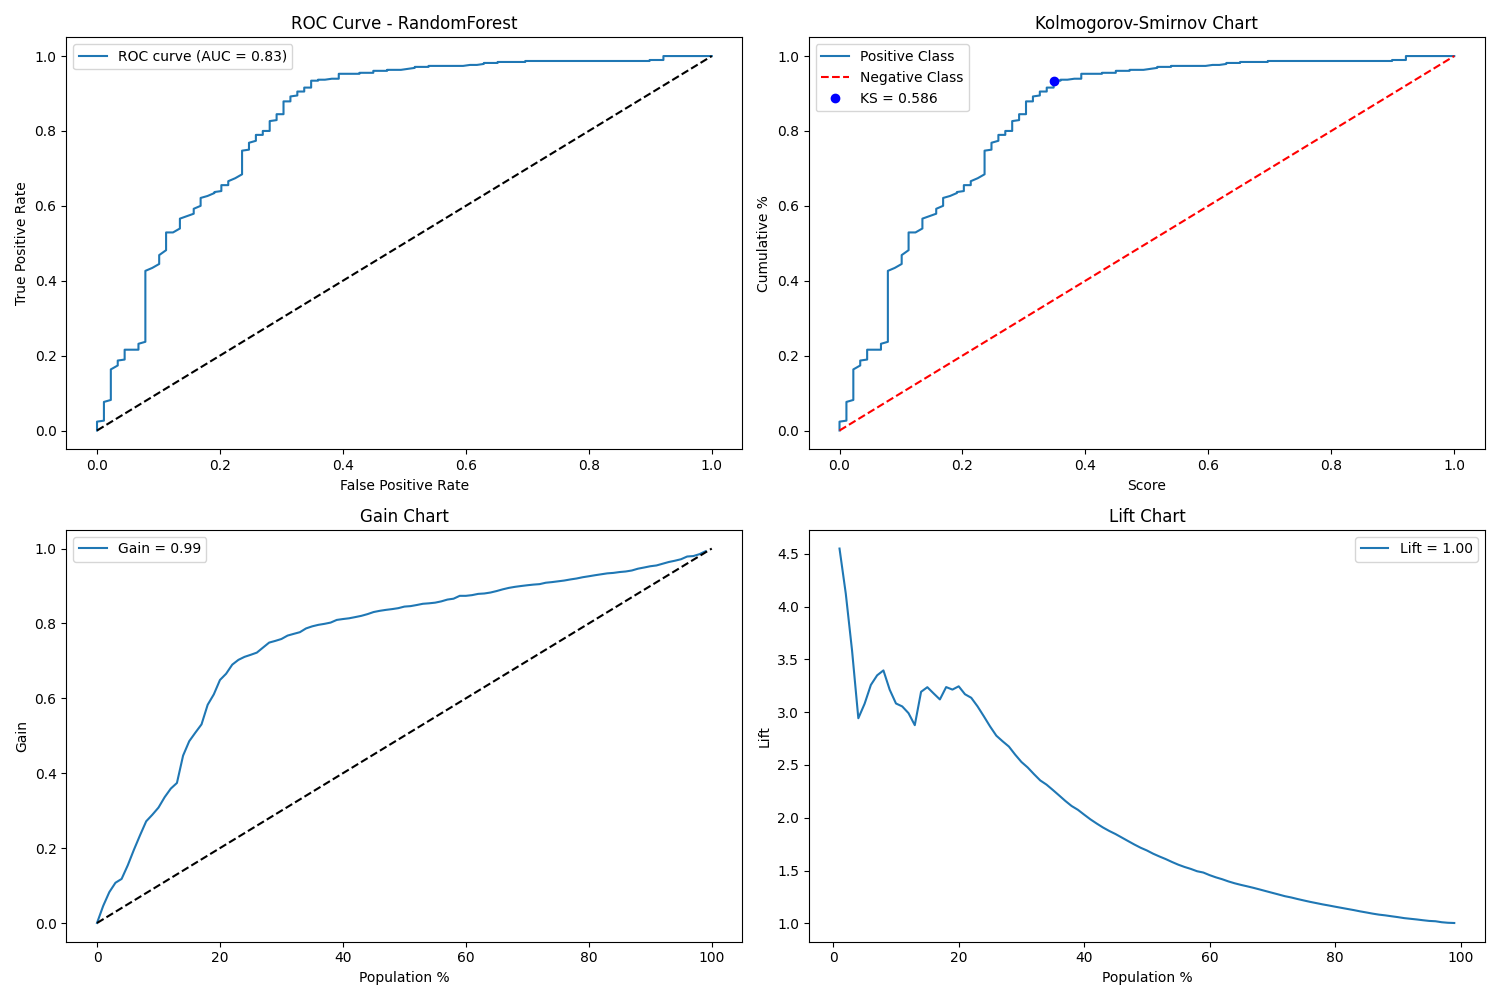 ROC Curve - RandomForest
ROC curve (AUC = 0.83)
1.0
0.8
0.6
0.4
0.2
0.0
True Positive Rate
0.0 0.2 0.4 0.6 0.8 1.0
False Positive Rate
Kolmogorov-Smirnov Chart
Positive Class
Negative Class
KS = 0.586
1.0
0.8
0.6
0.4
0.2
0.0
Cumulative %
0.0 0.2 0.4 0.6 0.8 1.0
Score
Gain Chart
Gain = 0.99
1.0
0.8
0.6
0.4
0.2
0.0
Gain
0 20 40 60 80 100
Population %
Lift Chart
Lift = 1.00
4.5
4.0
3.5
3.0
2.5
2.0
1.5
1.0
Lift
0 20 40 60 80 100
Population %